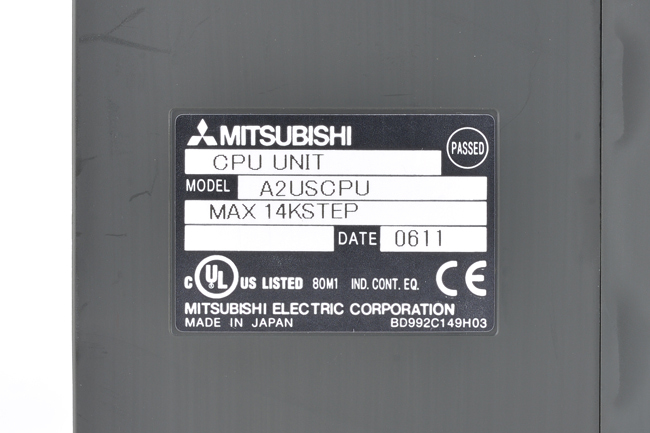 MITSUBISHI
PASSED
CPU UNIT
MODEL A2USCPU
MAX 14KSTEP
DATE 0611
C UL US LISTED 80M1 IND. CONT. EQ. CE
MITSUBISHI ELECTRIC CORPORATION
MADE IN JAPAN BD992C149H03